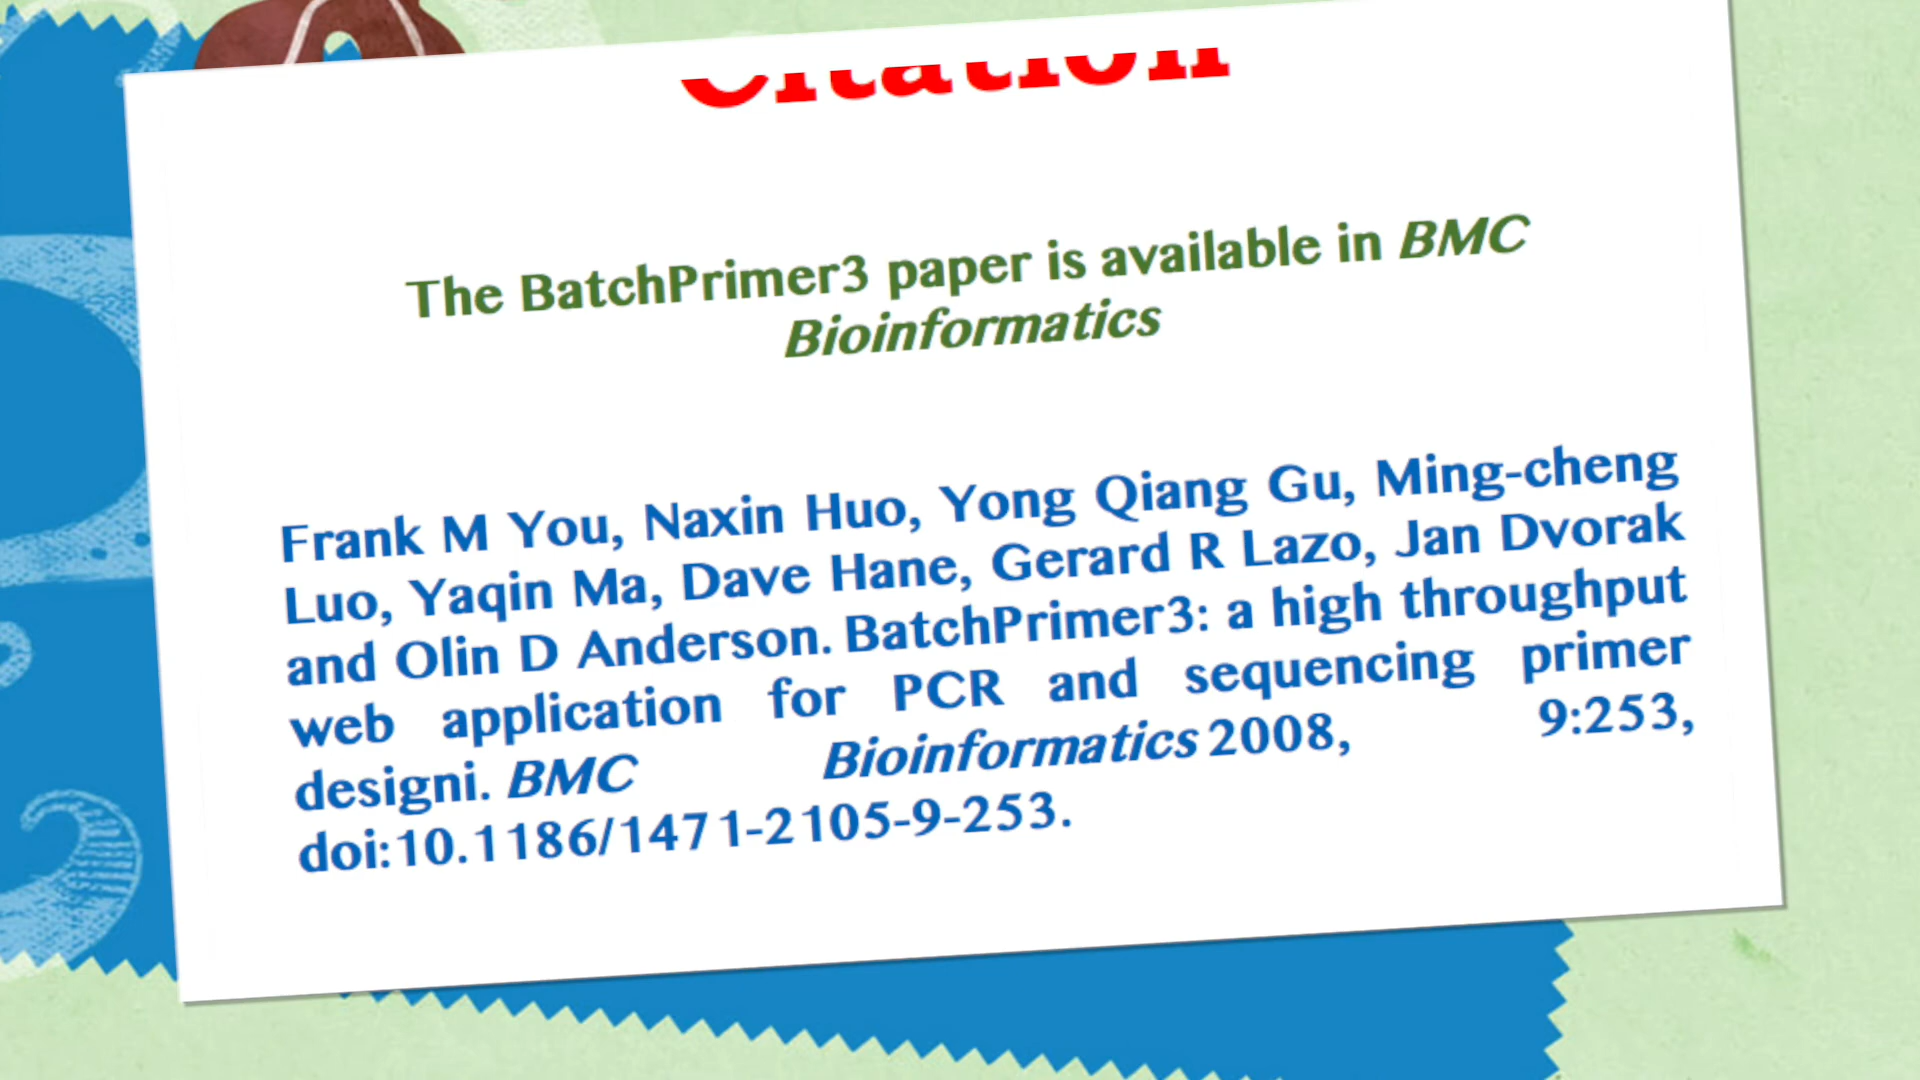 Citation
The BatchPrimer3 paper is available in BMC
Bioinformatics
Frank M You, Naxin Huo, Yong Qiang Gu, Ming-cheng
Luo, Yaqin Ma, Dave Hane, Gerard R Lazo, Jan Dvorak
and Olin D Anderson. BatchPrimer3: a high throughput
web application for PCR and sequencing primer
designi. BMC Bioinformatics 2008, 9:253,
doi:10.1186/1471-2105-9-253.